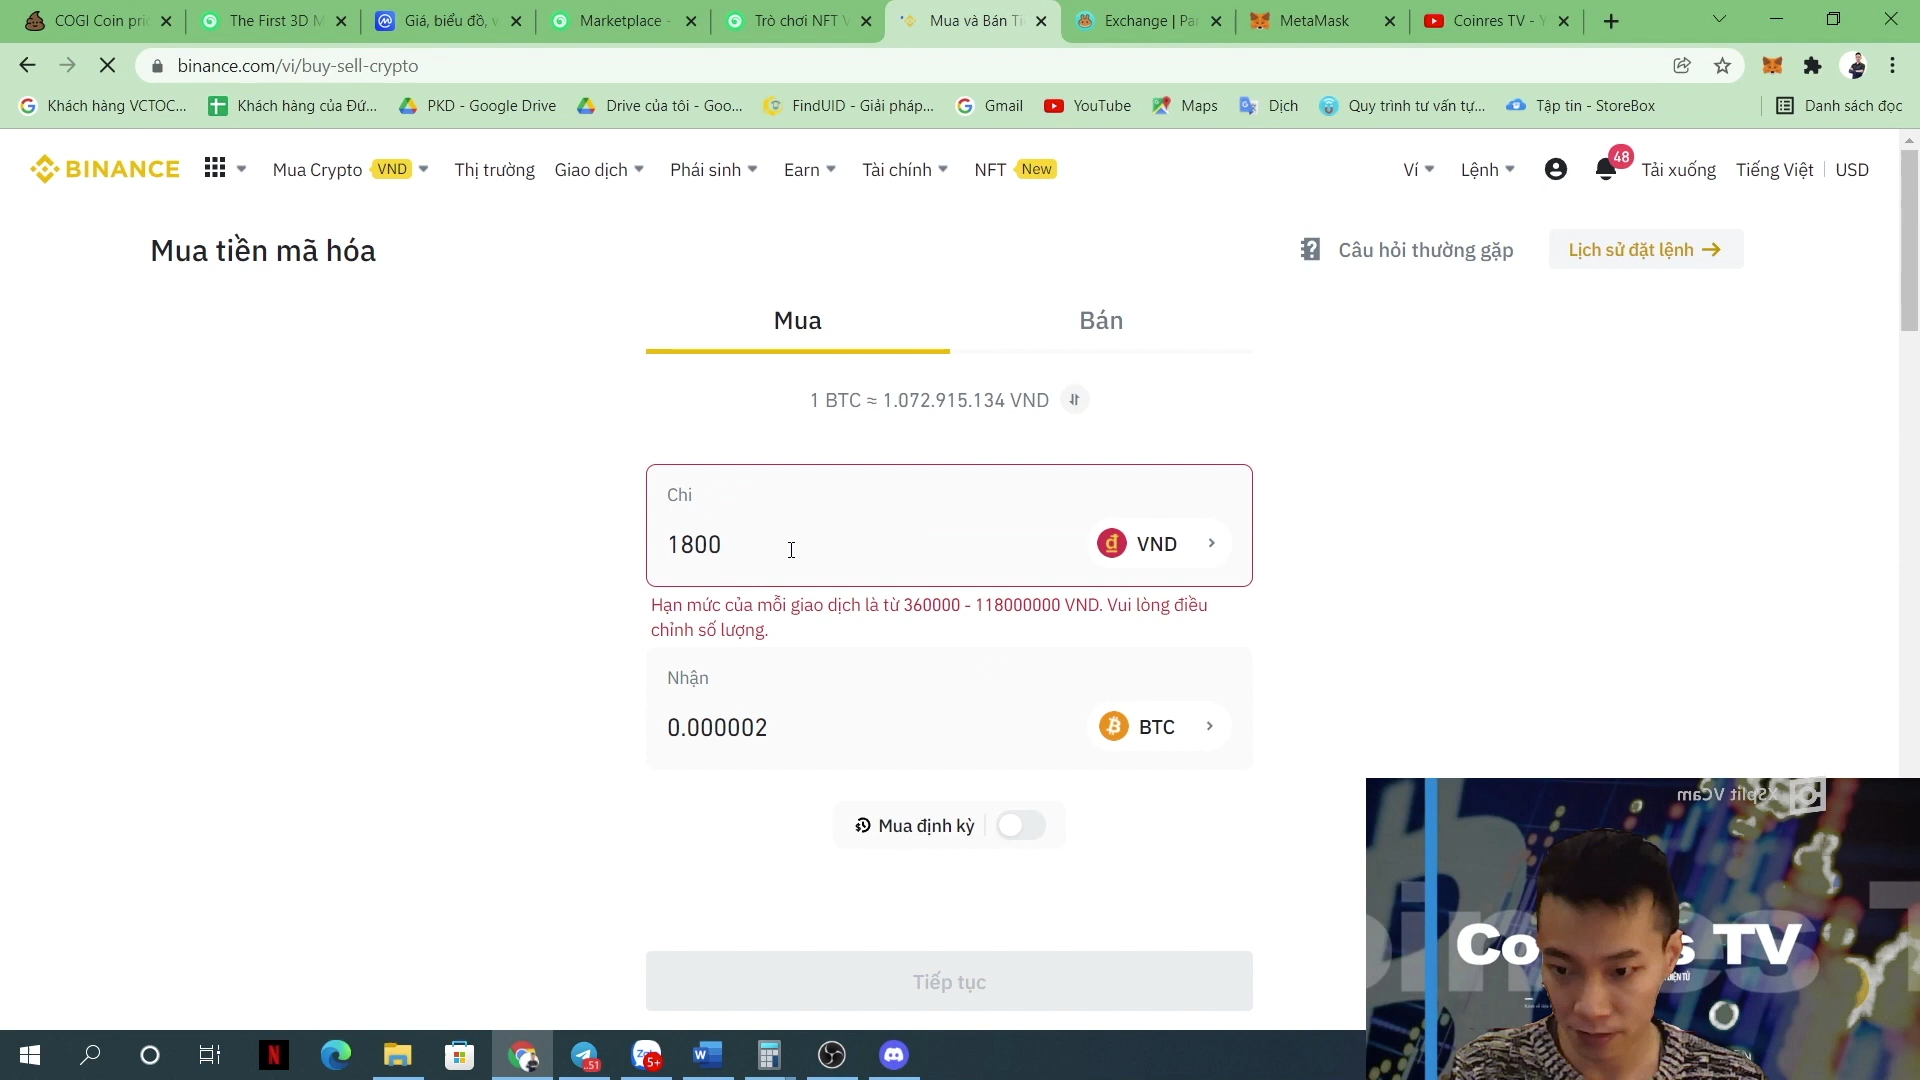 COGI Coin pric
The First 3D M
Giá, biểu đồ, v
Marketplace -
Trò chơi NFT V
Mua và Bán Ti
Exchange | Pan
MetaMask
Coinres TV - Y
binance.com/vi/buy-sell-crypto
Khách hàng VCTOC...
Khách hàng của Đứ...
PKD - Google Drive
Drive của tôi - Goo...
FindUID - Giải pháp...
Gmail
YouTube
Maps
Dịch
Quy trình tư vấn tự...
Tập tin - StoreBox
Danh sách đọc
BINANCE
Mua Crypto VND
Thị trường
Giao dịch
Phái sinh
Earn
Tài chính
NFT New
Ví
Lệnh
48
Tải xuống
Tiếng Việt
USD
Mua tiền mã hóa
Câu hỏi thường gặp
Lịch sử đặt lệnh
Mua
Bán
1 BTC ≈ 1.072.915.134 VND
Chi
1800
đ VND
Hạn mức của mỗi giao dịch là từ 360000 - 118000000 VND. Vui lòng điều
chỉnh số lượng.
Nhận
0.000002
BTC
Mua định kỳ
Tiếp tục
XSplit VCam
TV
51
5+